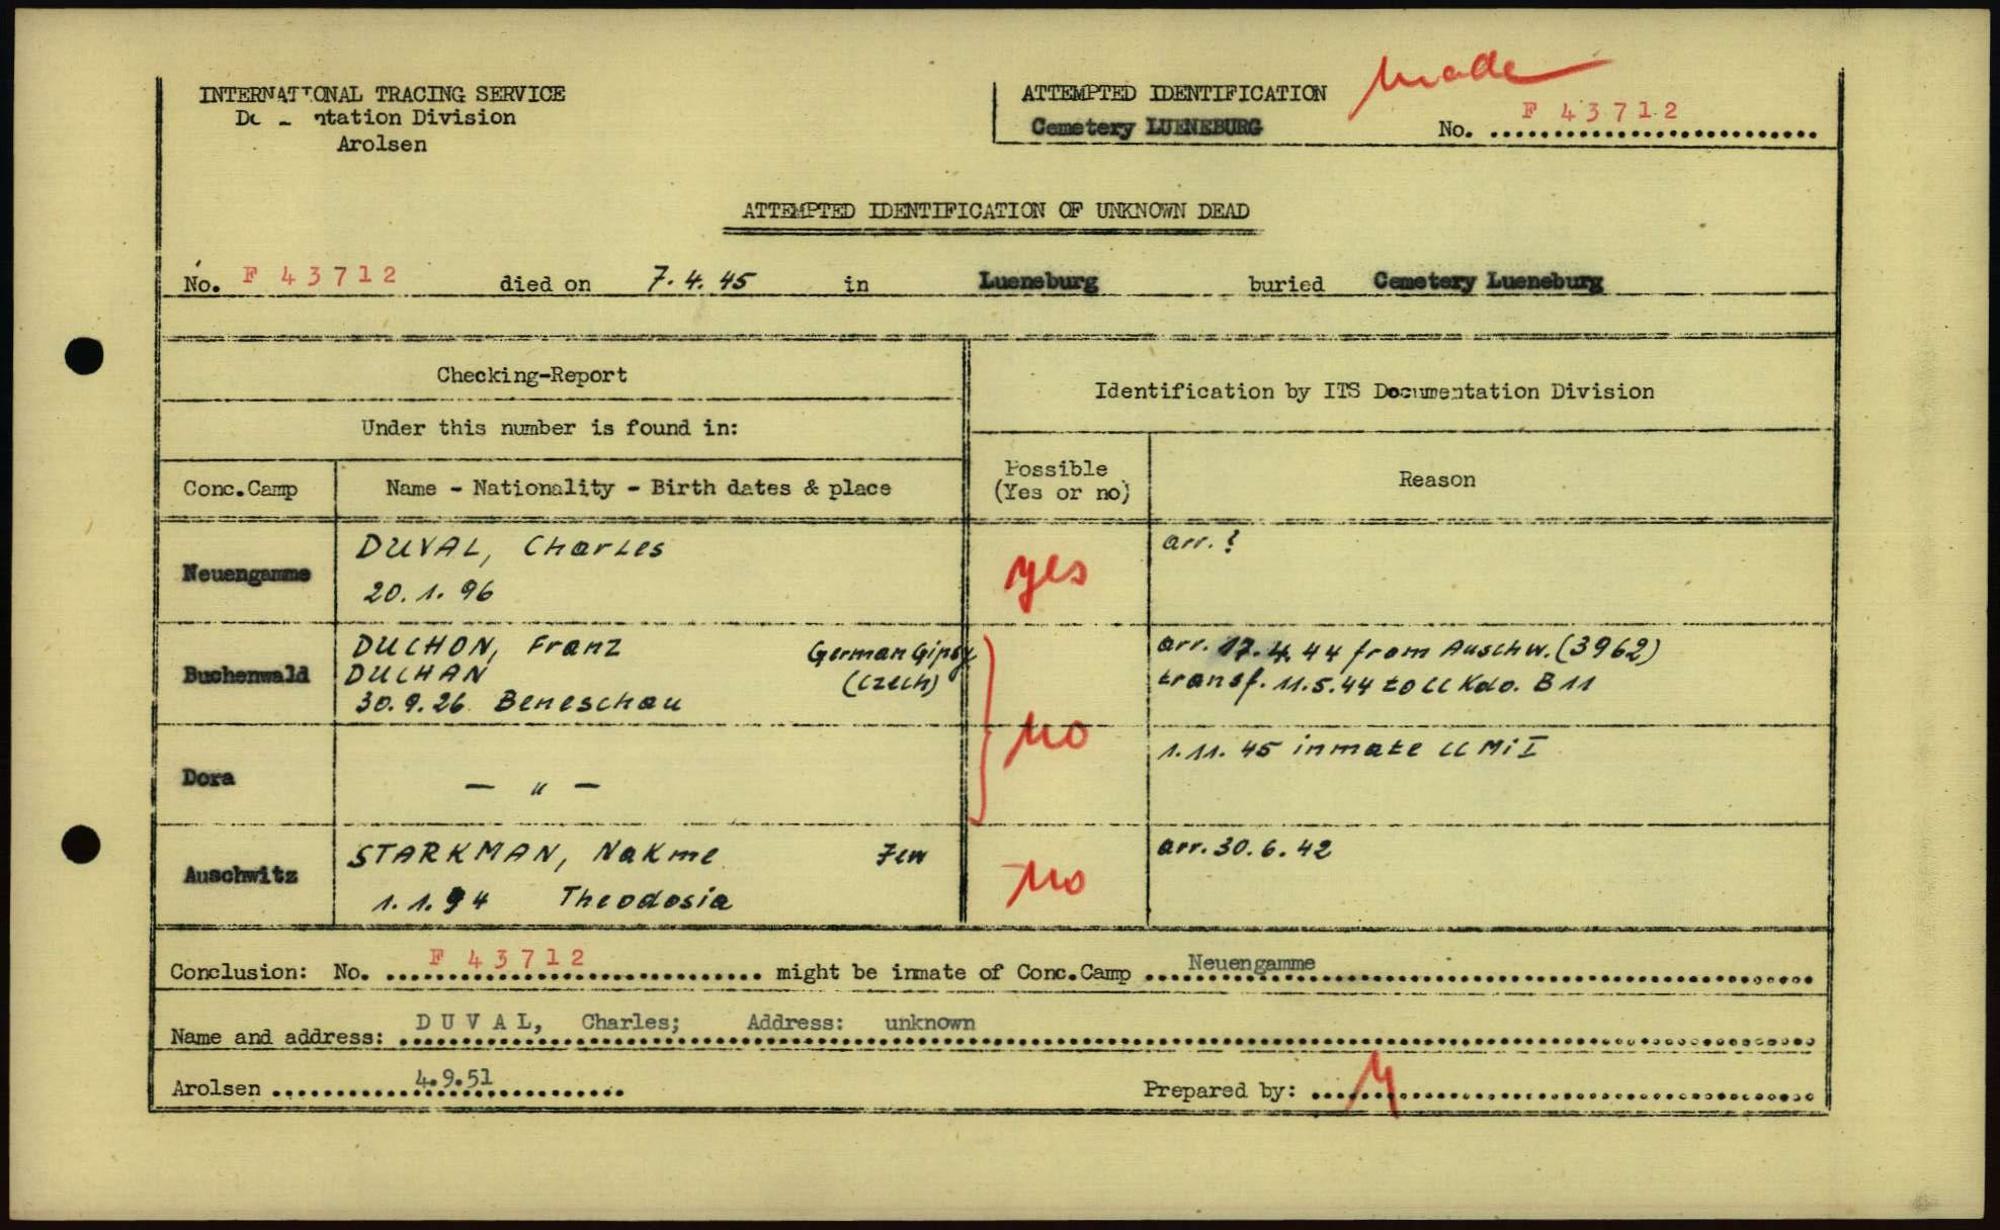 made
INTERNATIONAL TRACING SERVICE
Documentation Division
Arolsen
ATTEMPTED IDENTIFICATION
Cemetery LUENEBURG
No. F 43712
ATTEMPTED IDENTIFICATION OF UNKNOWN DEAD
No. F 43712 died on 7.4.45 in Lueneburg buried Cemetery Lueneburg
Checking-Report
Under this number is found in:
Identification by ITS Documentation Division
Conc.Camp
Name - Nationality - Birth dates & place
Possible
(Yes or no)
Reason
Neuengamme
DUVAL, Charles
20.1.96
yes
arr. ?
Buchenwald
DUCHON, Franz German Gipsy
DUCHAN (Czech)
30.9.26 Beneschau
no
arr. 17.4.44 from Auschw. (3962)
transf. 11.5.44 to CC Kdo. B 11
Dora
— " —
1.11.45 inmate CC Mi I
Auschwitz
STARKMAN, Nakme Jew
1.1.94 Theodosia
no
arr. 30.6.42
Conclusion: No. F 43712 might be inmate of Conc.Camp Neuengamme
Name and address: DUVAL, Charles; Address: unknown
Arolsen 4.9.51
Prepared by: